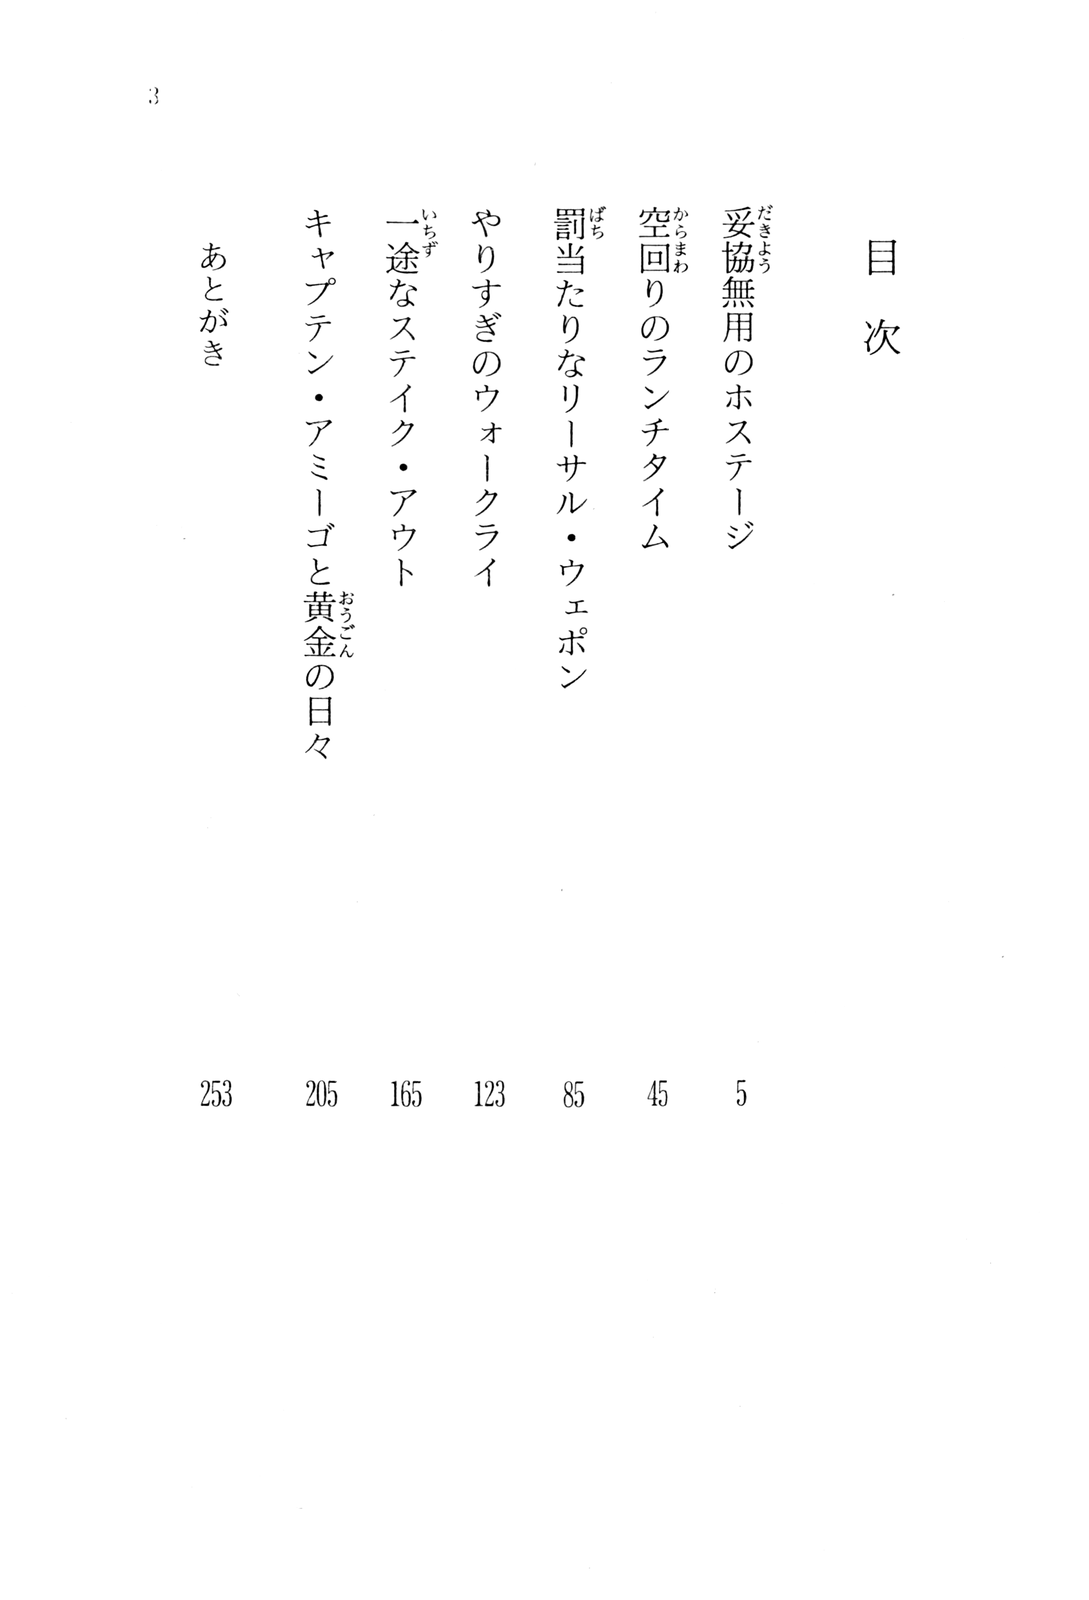 3
目次
妥協無用のホステージ 5
空回りのランチタイム 45
罰当たりなリーサル・ウェポン 85
やりすぎのウォークライ 123
一途なステイク・アウト 165
キャプテン・アミーゴと黄金の日々 205
あとがき 253
だきよう
からまわ
ばち
いちず
おうごん